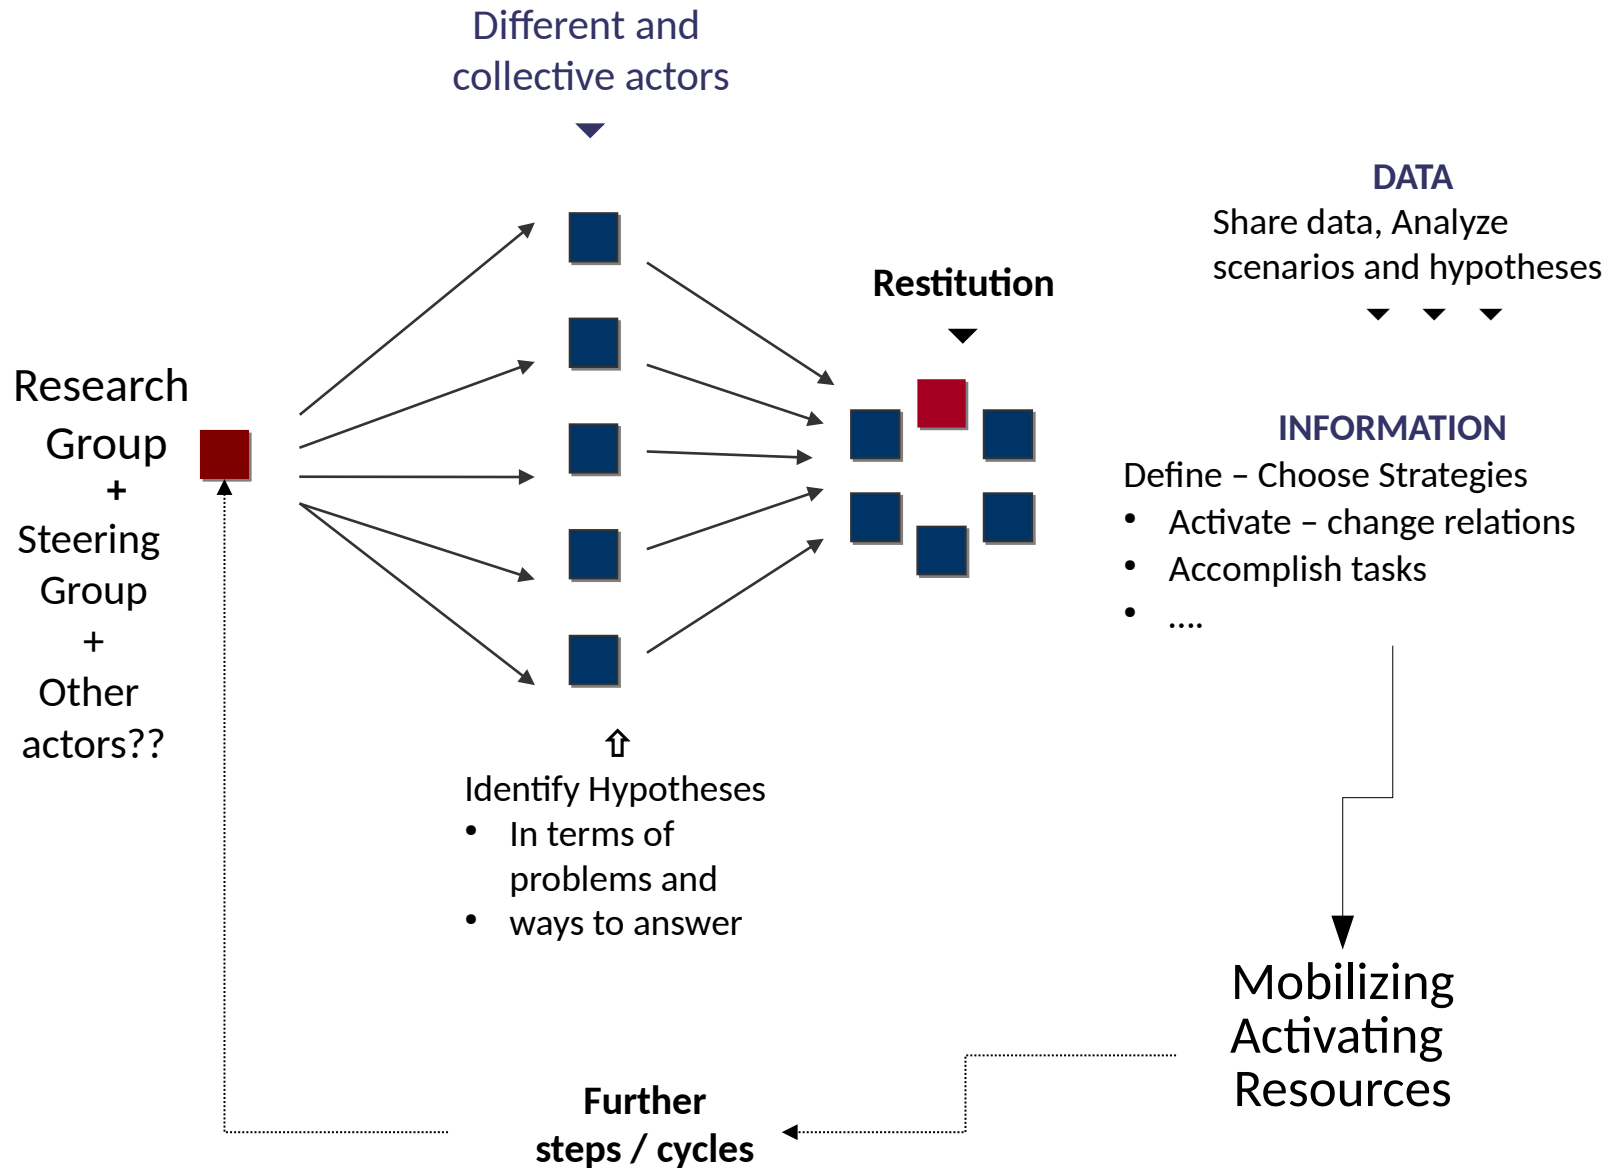 Different and
collective actors
DATA
Share data, Analyze
scenarios and hypotheses
Restitution
Research
Group
+
Steering
Group
+
Other
actors??
INFORMATION
Define – Choose Strategies
• Activate – change relations
• Accomplish tasks
• ....
Identify Hypotheses
• In terms of
problems and
• ways to answer
Mobilizing
Activating
Resources
Further
steps / cycles